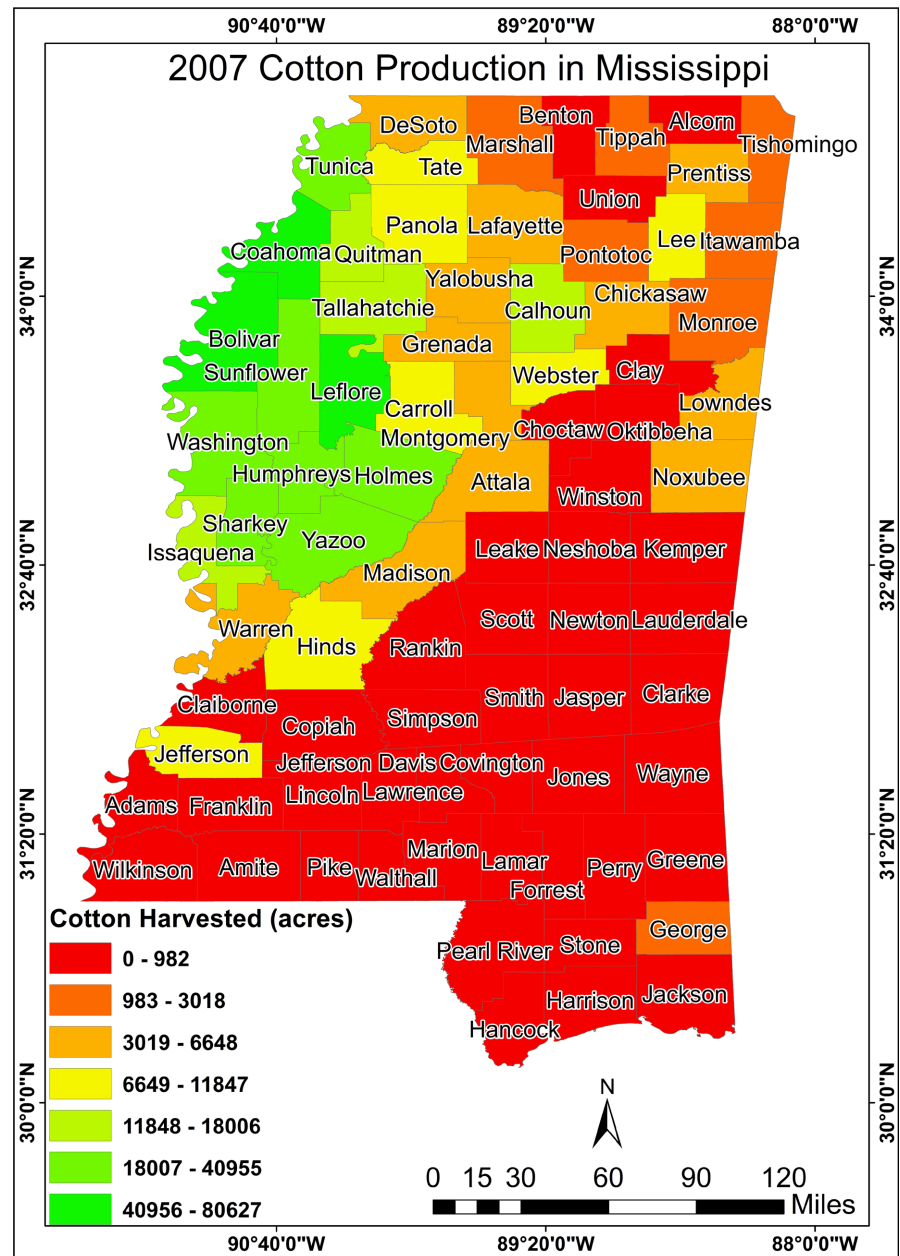 90°40'0"W 89°20'0"W 88°0'0"W
2007 Cotton Production in Mississippi
DeSoto
Benton
Alcorn
Marshall
Tippah
Tishomingo
Tunica
Tate
Prentiss
Union
Panola
Lafayette
Lee
Itawamba
Coahoma
Quitman
Pontotoc
34°0'0"N
34°0'0"N
Yalobusha
Chickasaw
Tallahatchie
Calhoun
Monroe
Bolivar
Grenada
Sunflower
Webster
Clay
Leflore
Carroll
Lowndes
Washington
Montgomery
Choctaw
Oktibbeha
Humphreys
Holmes
Attala
Noxubee
Winston
Sharkey
Issaquena
Yazoo
Leake
Neshoba
Kemper
32°40'0"N
32°40'0"N
Madison
Warren
Hinds
Rankin
Scott
Newton
Lauderdale
Claiborne
Copiah
Simpson
Smith
Jasper
Clarke
Jefferson
Jefferson Davis
Covington
Jones
Wayne
Adams
Franklin
Lincoln
Lawrence
31°20'0"N
31°20'0"N
Wilkinson
Amite
Pike
Walthall
Marion
Lamar
Forrest
Perry
Greene
George
Pearl River
Stone
Harrison
Jackson
Hancock
Cotton Harvested (acres)
0 - 982
983 - 3018
3019 - 6648
6649 - 11847
11848 - 18006
18007 - 40955
40956 - 80627
30°0'0"N
30°0'0"N
N
0 15 30 60 90 120
Miles
90°40'0"W 89°20'0"W 88°0'0"W